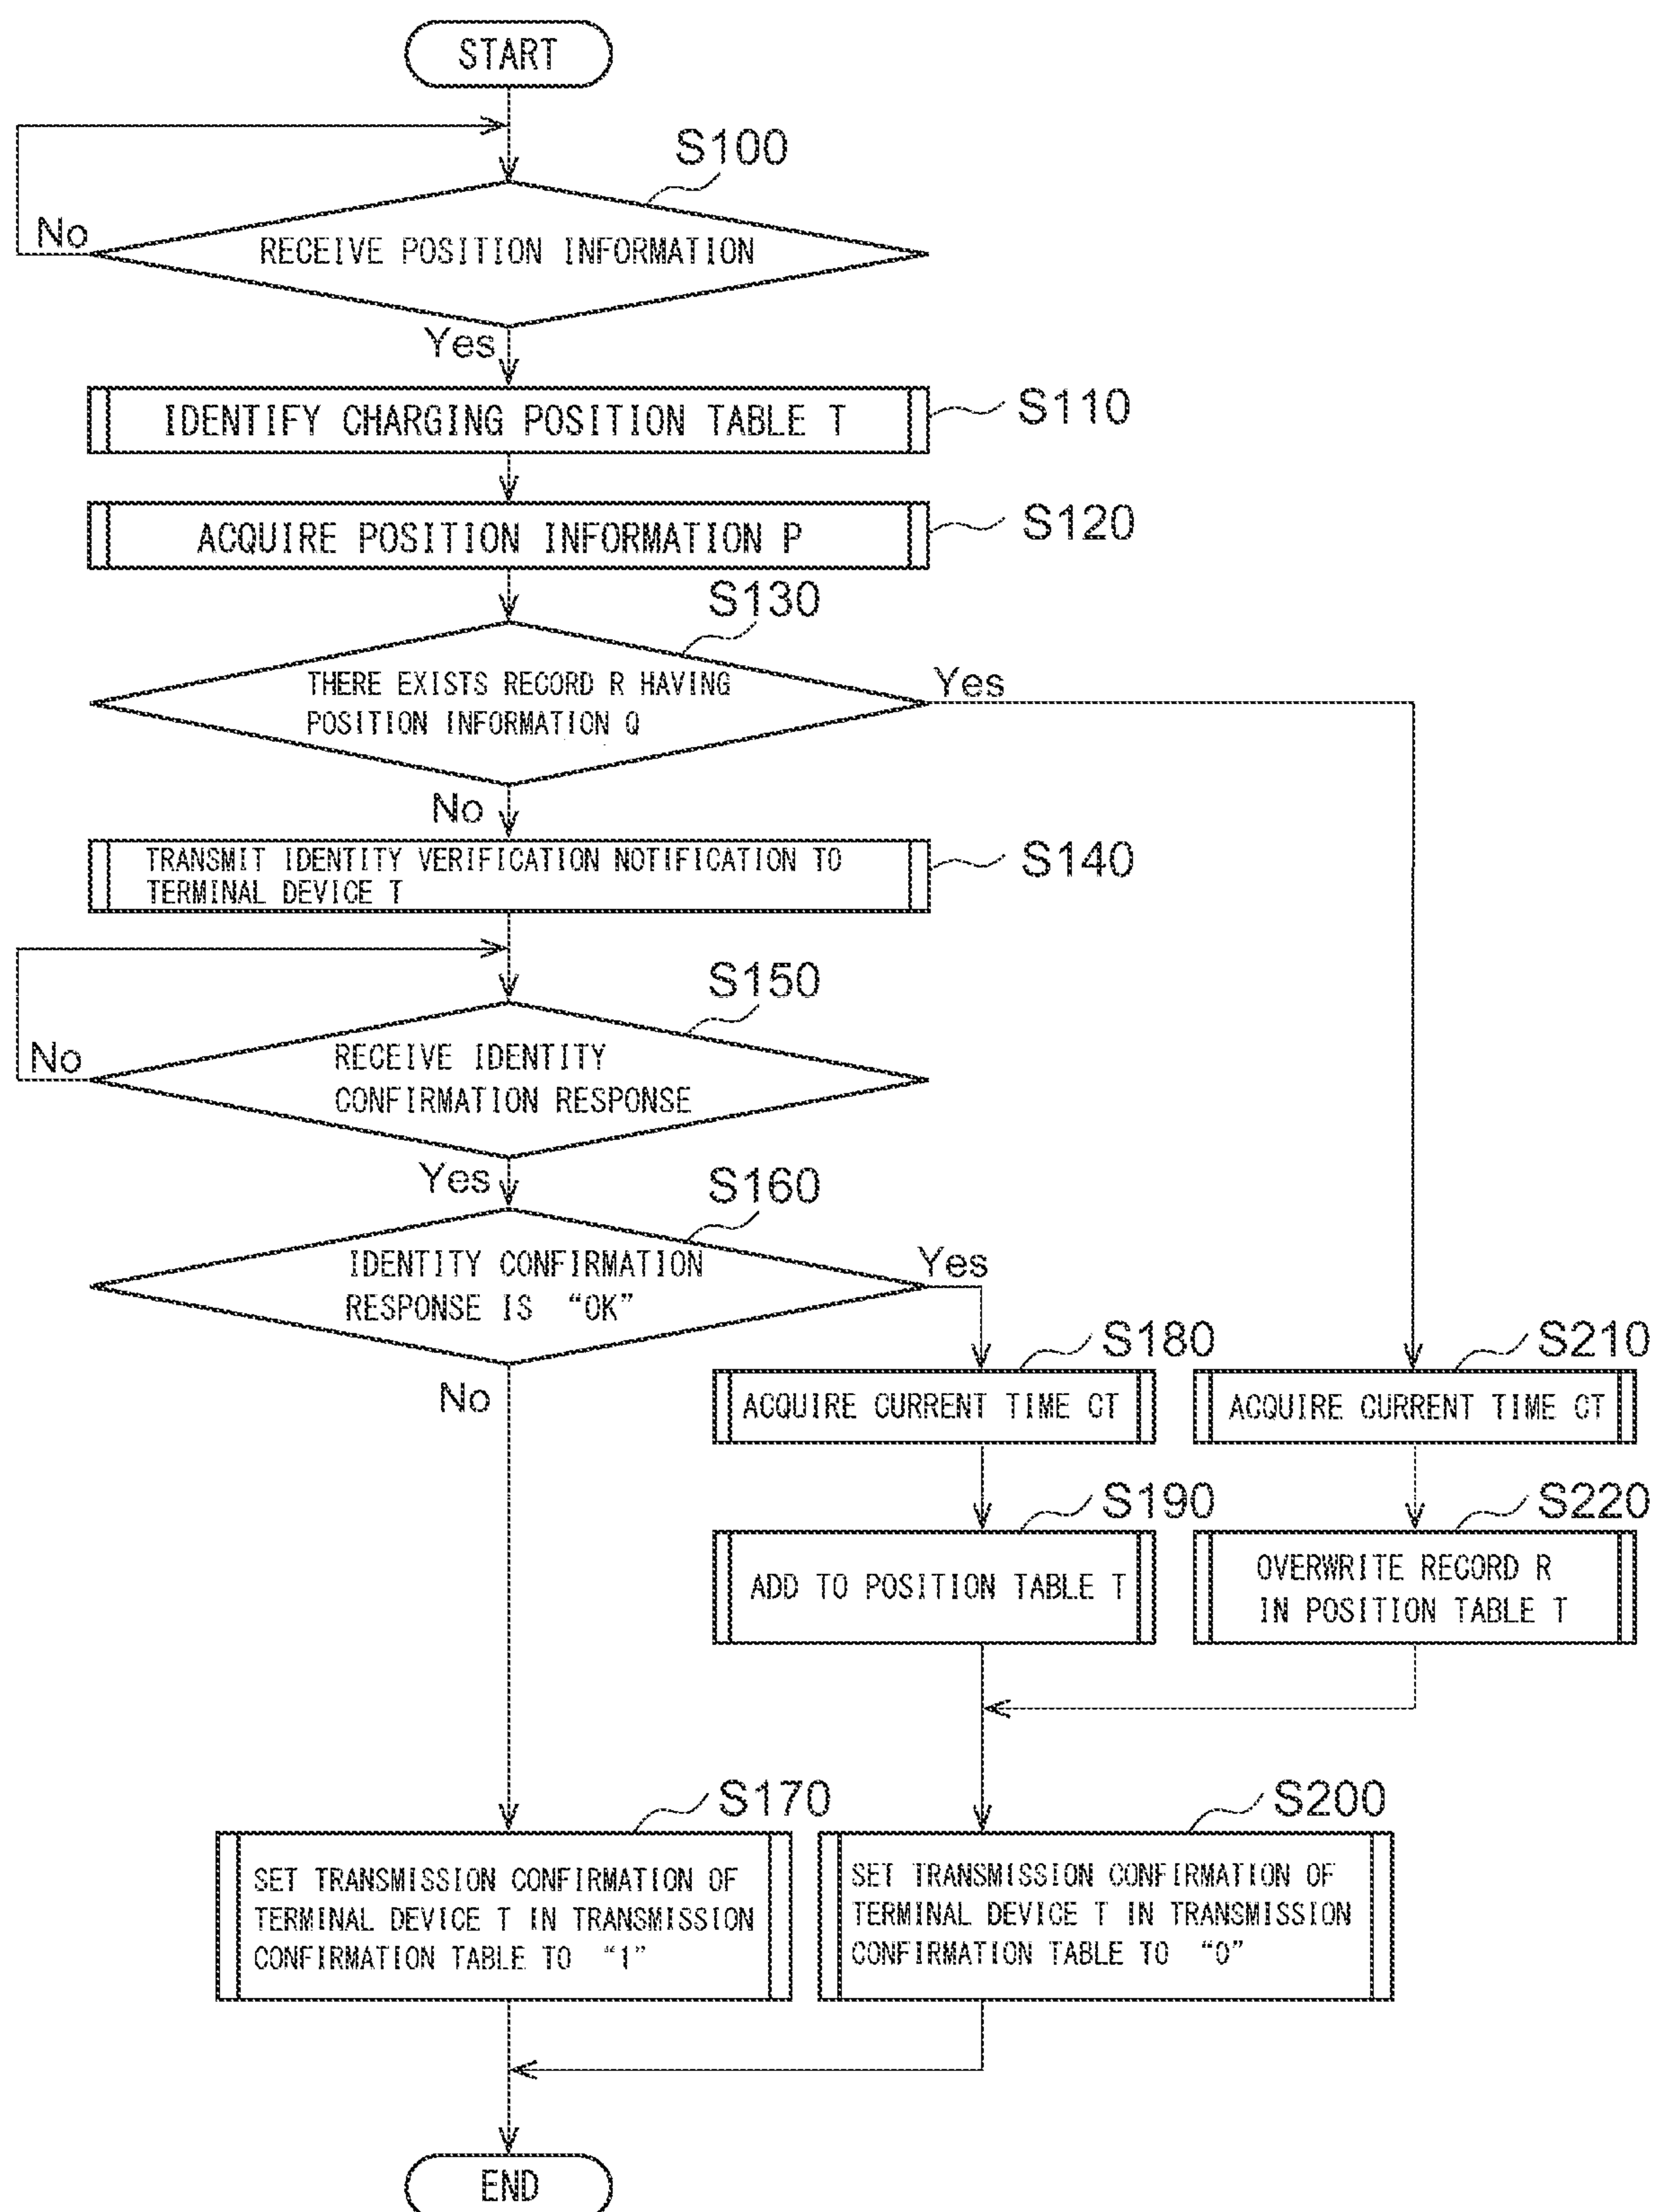 START
S100
No
RECEIVE POSITION INFORMATION
Yes
IDENTIFY CHARGING POSITION TABLE T
S110
ACQUIRE POSITION INFORMATION P
S120
S130
THERE EXISTS RECORD R HAVING
POSITION INFORMATION Q
Yes
No
TRANSMIT IDENTITY VERIFICATION NOTIFICATION TO
TERMINAL DEVICE T
S140
S150
No
RECEIVE IDENTITY
CONFIRMATION RESPONSE
Yes
S160
IDENTITY CONFIRMATION
RESPONSE IS “OK”
Yes
No
S180
S210
ACQUIRE CURRENT TIME CT
ACQUIRE CURRENT TIME CT
S190
S220
ADD TO POSITION TABLE T
OVERWRITE RECORD R
IN POSITION TABLE T
S170
S200
SET TRANSMISSION CONFIRMATION OF
TERMINAL DEVICE T IN TRANSMISSION
CONFIRMATION TABLE TO “1”
SET TRANSMISSION CONFIRMATION OF
TERMINAL DEVICE T IN TRANSMISSION
CONFIRMATION TABLE TO “0”
END